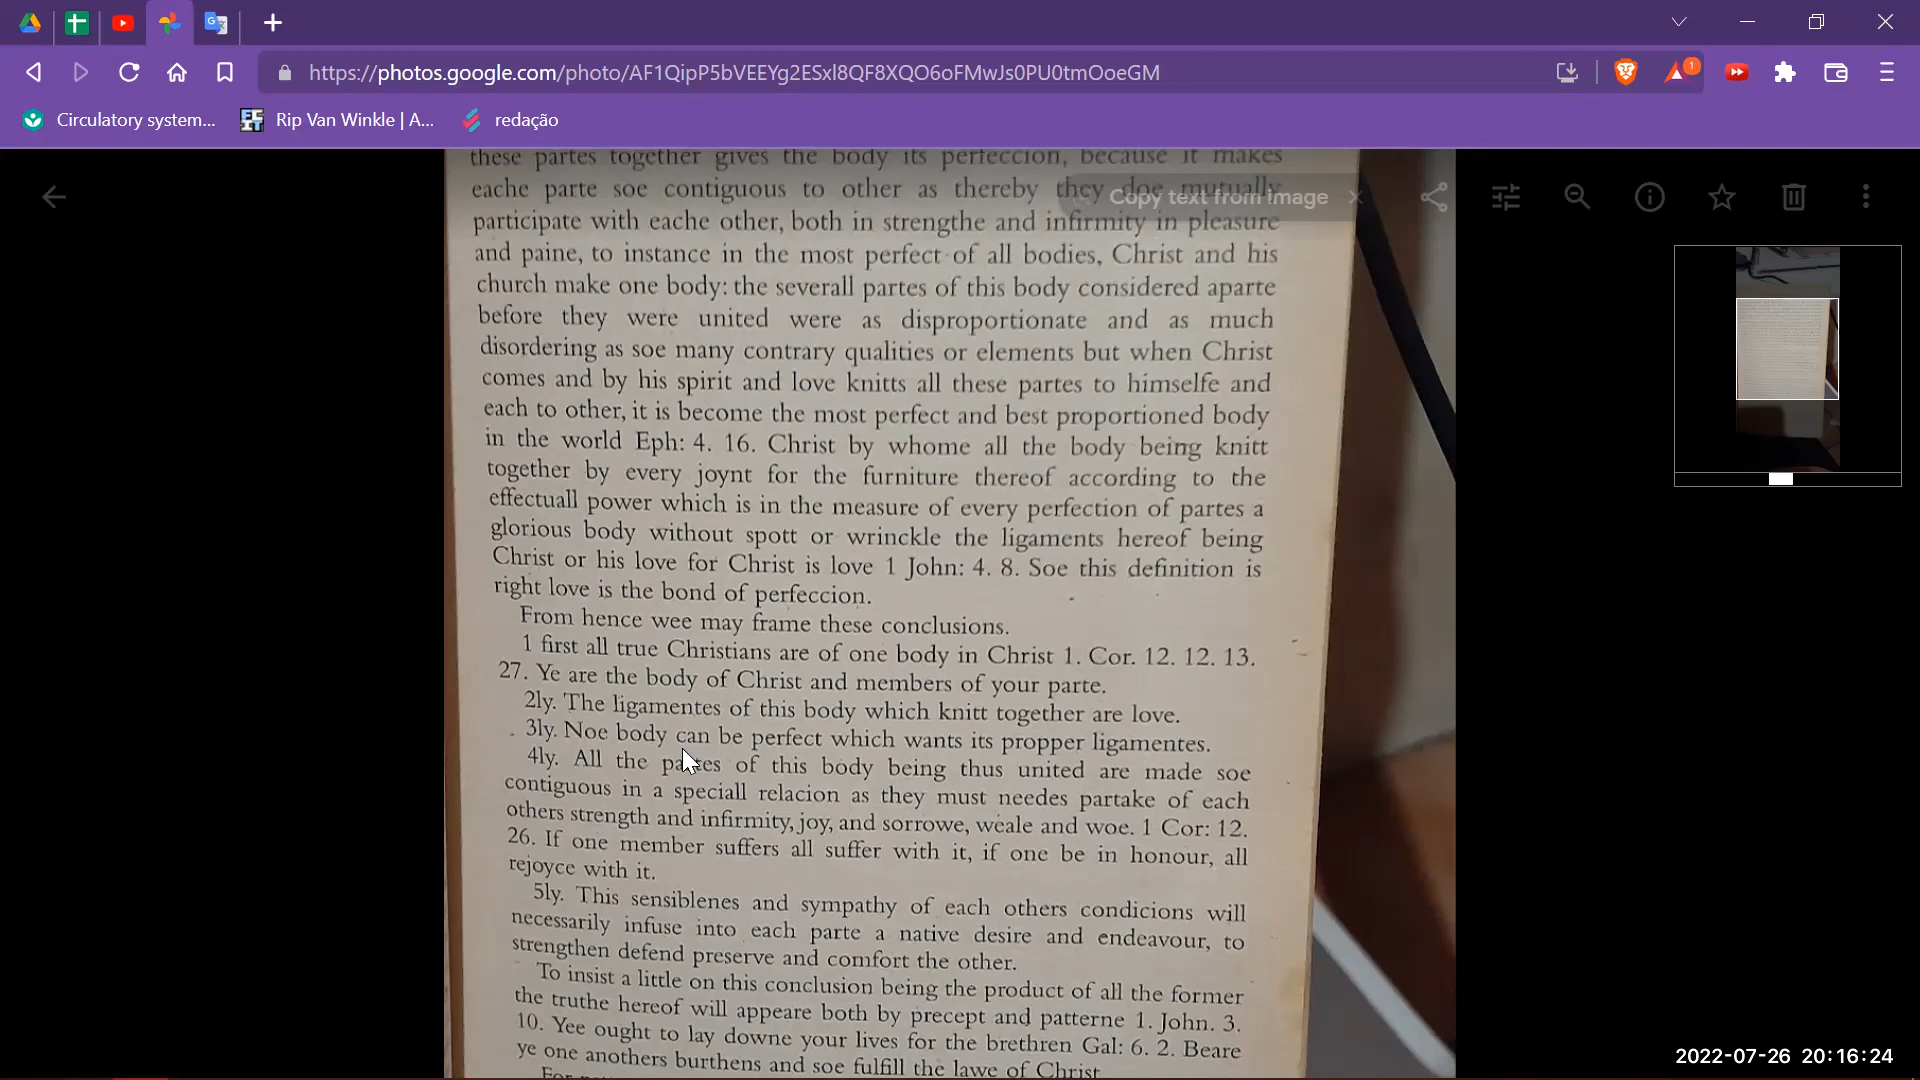 https://photos.google.com/photo/AF1QipP5bVEEYg2ESxl8QF8XQO6oFMwJs0PU0tmOoeGM
1
Circulatory system...
Rip Van Winkle | A...
redação
these partes together gives the body its perfeccion, because it makes
eache parte soe contiguous to other as thereby they doe mutually
Copy text from image
participate with eache other, both in strengthe and infirmity in pleasure
and paine, to instance in the most perfect of all bodies, Christ and his
church make one body: the severall partes of this body considered aparte
before they were united were as disproportionate and as much
disordering as soe many contrary qualities or elements but when Christ
comes and by his spirit and love knitts all these partes to himselfe and
each to other, it is become the most perfect and best proportioned body
in the world Eph: 4. 16. Christ by whome all the body being knitt
together by every joynt for the furniture thereof according to the
effectuall power which is in the measure of every perfection of partes a
glorious body without spott or wrinckle the ligaments hereof being
Christ or his love for Christ is love 1 John: 4. 8. Soe this definition is
right love is the bond of perfeccion.
From hence wee may frame these conclusions.
1 first all true Christians are of one body in Christ 1. Cor. 12. 12. 13.
27. Ye are the body of Christ and members of your parte.
2ly. The ligamentes of this body which knitt together are love.
3ly. Noe body can be perfect which wants its propper ligamentes.
4ly. All the partes of this body being thus united are made soe
contiguous in a speciall relacion as they must needes partake of each
others strength and infirmity, joy, and sorrowe, weale and woe. 1 Cor: 12.
26. If one member suffers all suffer with it, if one be in honour, all
rejoyce with it.
5ly. This sensiblenes and sympathy of each others condicions will
necessarily infuse into each parte a native desire and endeavour, to
strengthen defend preserve and comfort the other.
To insist a little on this conclusion being the product of all the former
the truthe hereof will appeare both by precept and patterne 1. John. 3.
10. Yee ought to lay downe your lives for the brethren Gal: 6. 2. Beare
ye one anothers burthens and soe fulfill the lawe of Christ
For
2022-07-26 20:16:24